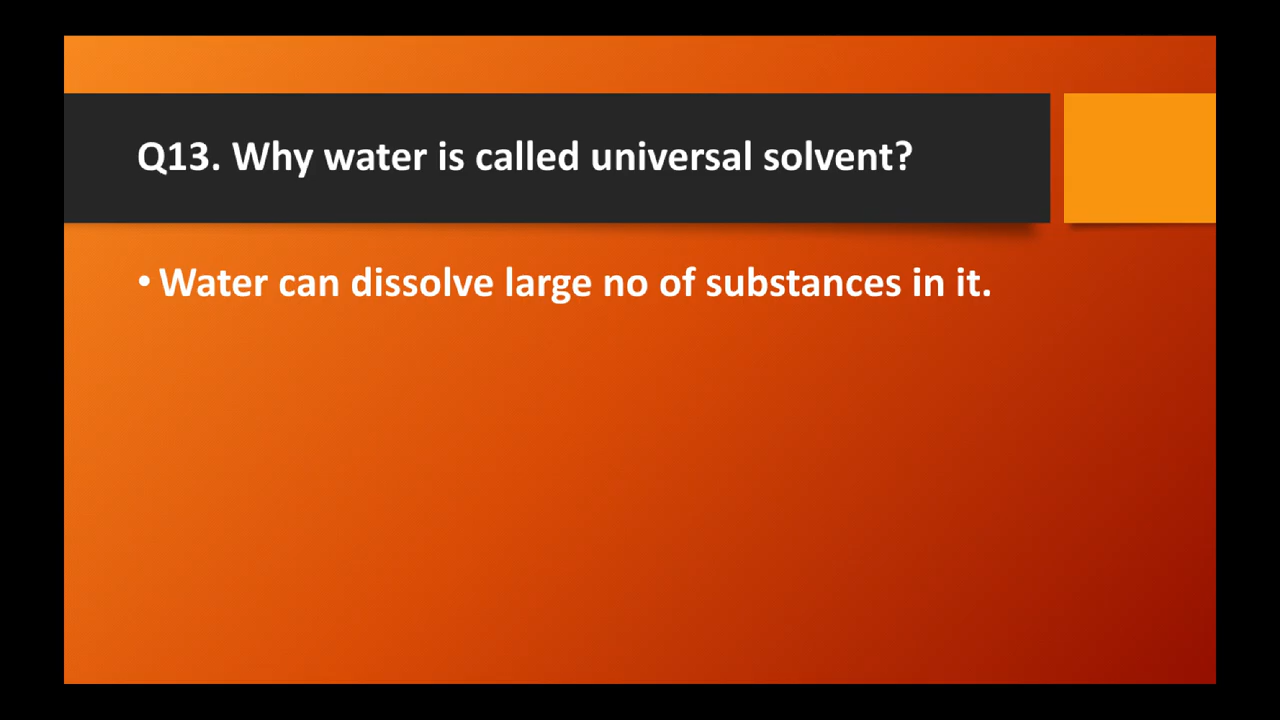 Q13. Why water is called universal solvent?
• Water can dissolve large no of substances in it.